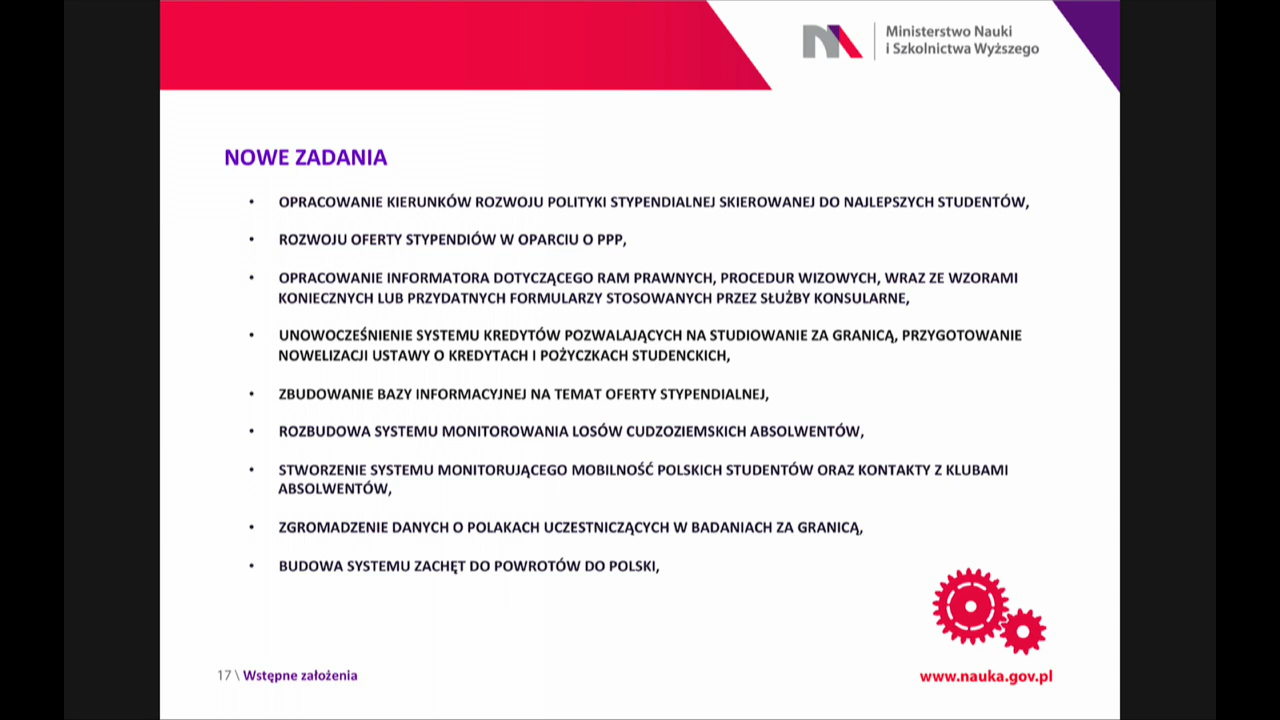 Ministerstwo Nauki
i Szkolnictwa Wyższego
NOWE ZADANIA
• OPRACOWANIE KIERUNKÓW ROZWOJU POLITYKI STYPENDIALNEJ SKIEROWANEJ DO NAJLEPSZYCH STUDENTÓW,
• ROZWOJU OFERTY STYPENDIÓW W OPARCIU O PPP,
• OPRACOWANIE INFORMATORA DOTYCZĄCEGO RAM PRAWNYCH, PROCEDUR WIZOWYCH, WRAZ ZE WZORAMI
KONIECZNYCH LUB PRZYDATNYCH FORMULARZY STOSOWANYCH PRZEZ SŁUŻBY KONSULARNE,
• UNOWOCZEŚNIENIE SYSTEMU KREDYTÓW POZWALAJĄCYCH NA STUDIOWANIE ZA GRANICĄ, PRZYGOTOWANIE
NOWELIZACJI USTAWY O KREDYTACH I POŻYCZKACH STUDENCKICH,
• ZBUDOWANIE BAZY INFORMACYJNEJ NA TEMAT OFERTY STYPENDIALNEJ,
• ROZBUDOWA SYSTEMU MONITOROWANIA LOSÓW CUDZOZIEMSKICH ABSOLWENTÓW,
• STWORZENIE SYSTEMU MONITORUJĄCEGO MOBILNOŚĆ POLSKICH STUDENTÓW ORAZ KONTAKTY Z KLUBAMI
ABSOLWENTÓW,
• ZGROMADZENIE DANYCH O POLAKACH UCZESTNICZĄCYCH W BADANIACH ZA GRANICĄ,
• BUDOWA SYSTEMU ZACHĘT DO POWROTÓW DO POLSKI,
17 \ Wstępne założenia
www.nauka.gov.pl